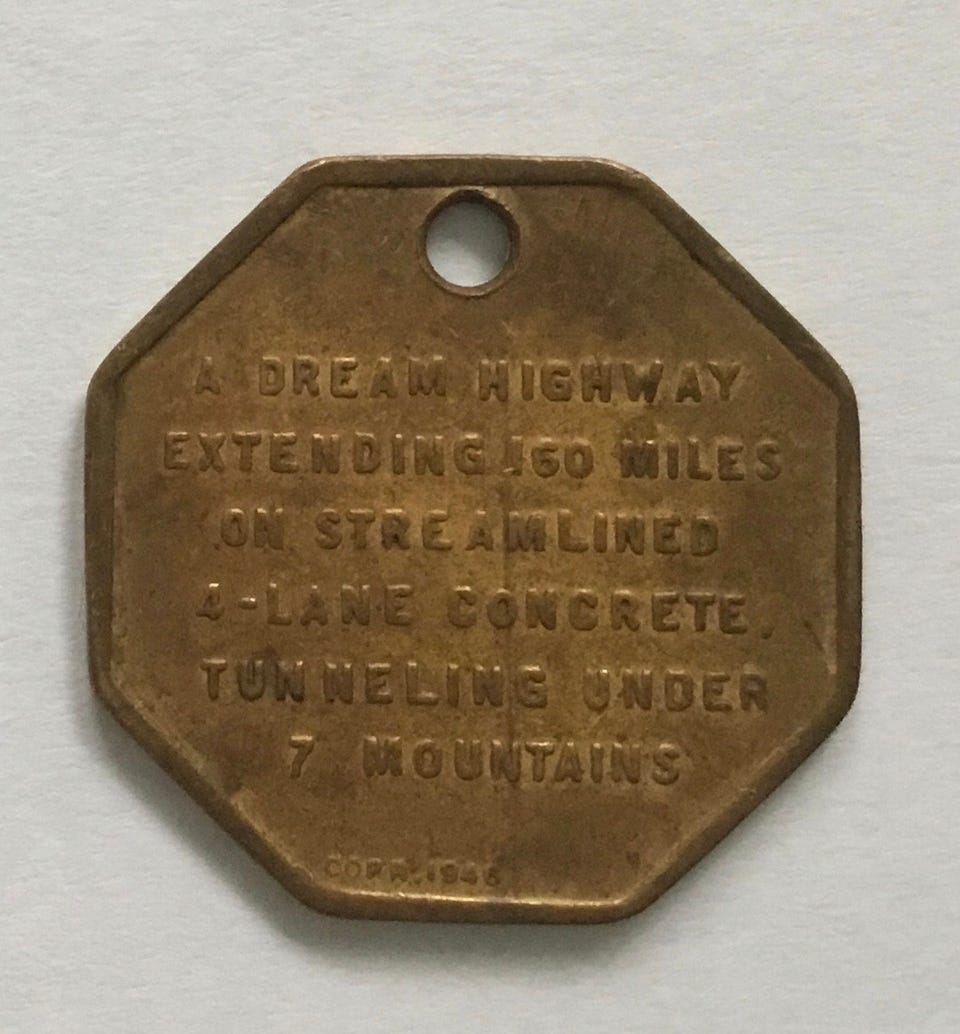 A DREAM HIGHWAY
EXTENDING 160 MILES
ON STREAMLINED
4-LANE CONCRETE,
TUNNELING UNDER
7 MOUNTAINS
COPR. 1946